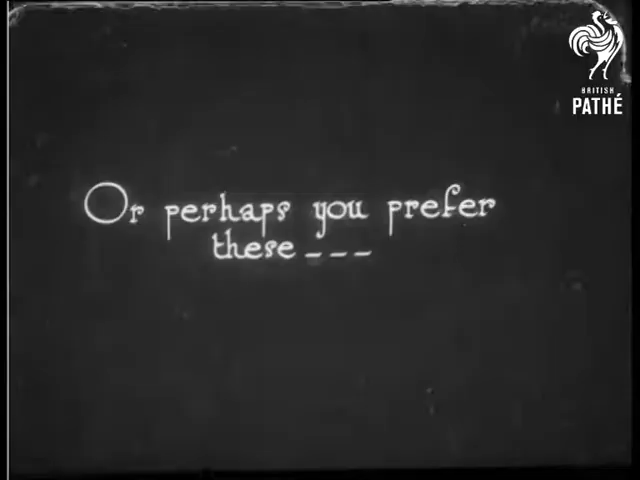 BRITISH
PATHÉ
Or perhaps you prefer
these ---